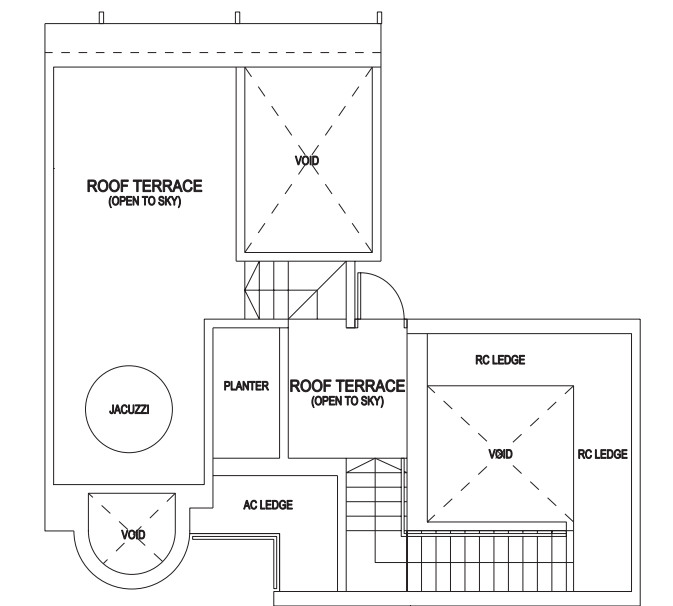 VOID
ROOF TERRACE
(OPEN TO SKY)
RC LEDGE
PLANTER
ROOF TERRACE
(OPEN TO SKY)
JACUZZI
VOID
RC LEDGE
AC LEDGE
VOID